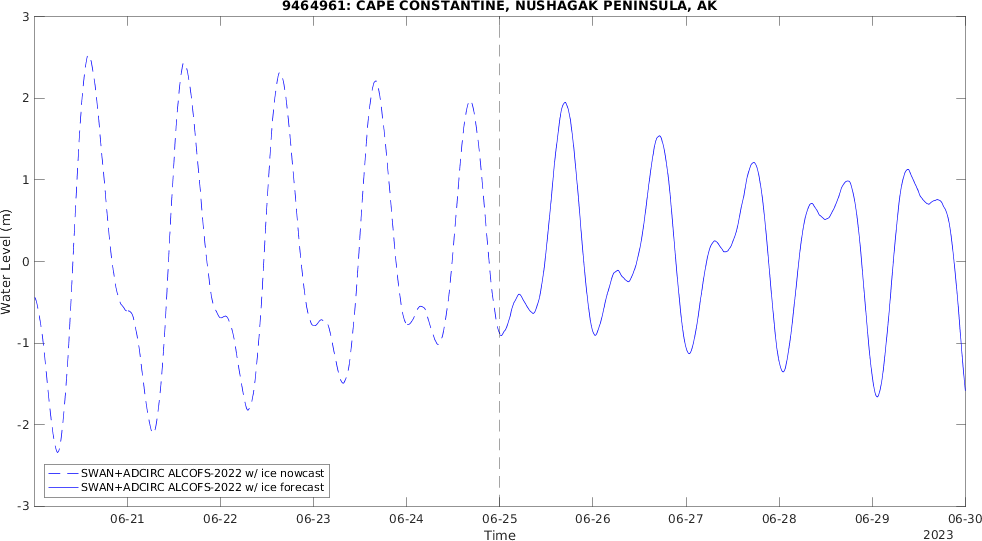 9464961: CAPE CONSTANTINE, NUSHAGAK PENINSULA, AK
3
2
1
0
-1
-2
-3
Water Level (m)
SWAN+ADCIRC ALCOFS-2022 w/ ice nowcast
SWAN+ADCIRC ALCOFS-2022 w/ ice forecast
06-21 06-22 06-23 06-24 06-25 06-26 06-27 06-28 06-29 06-30
Time
2023